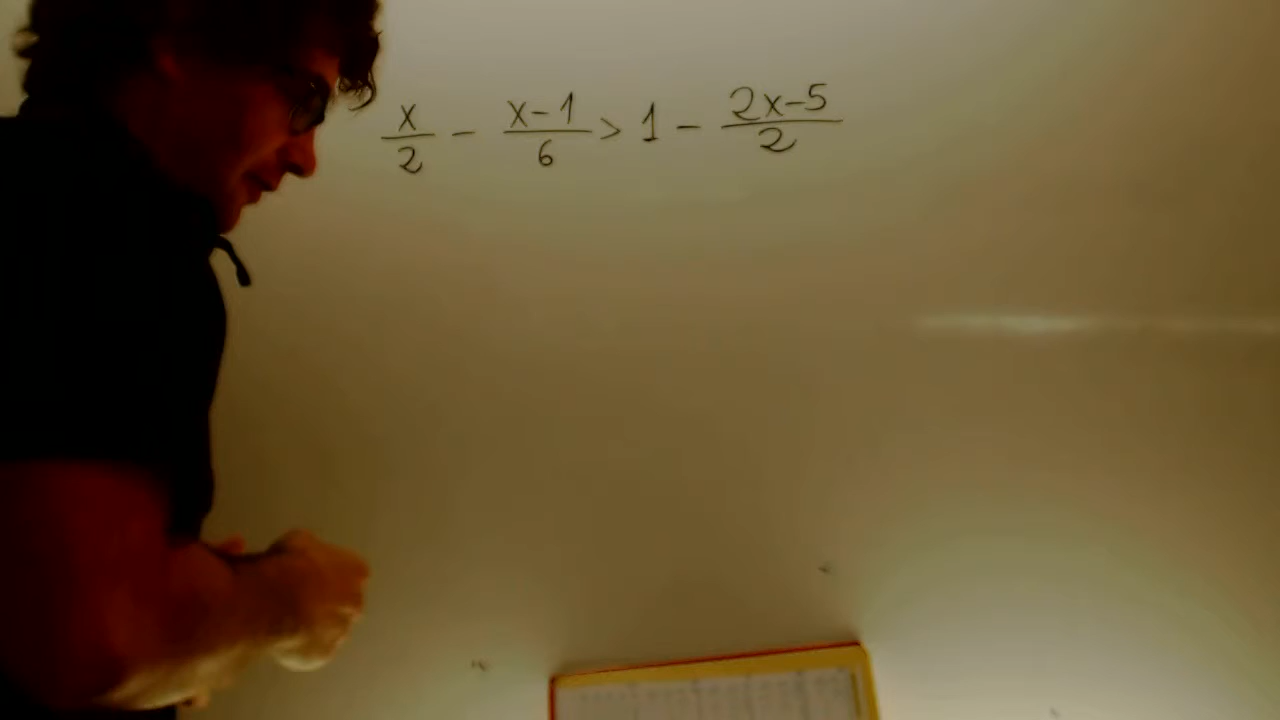 x/2 - x-1/6 > 1 - 2x-5/2